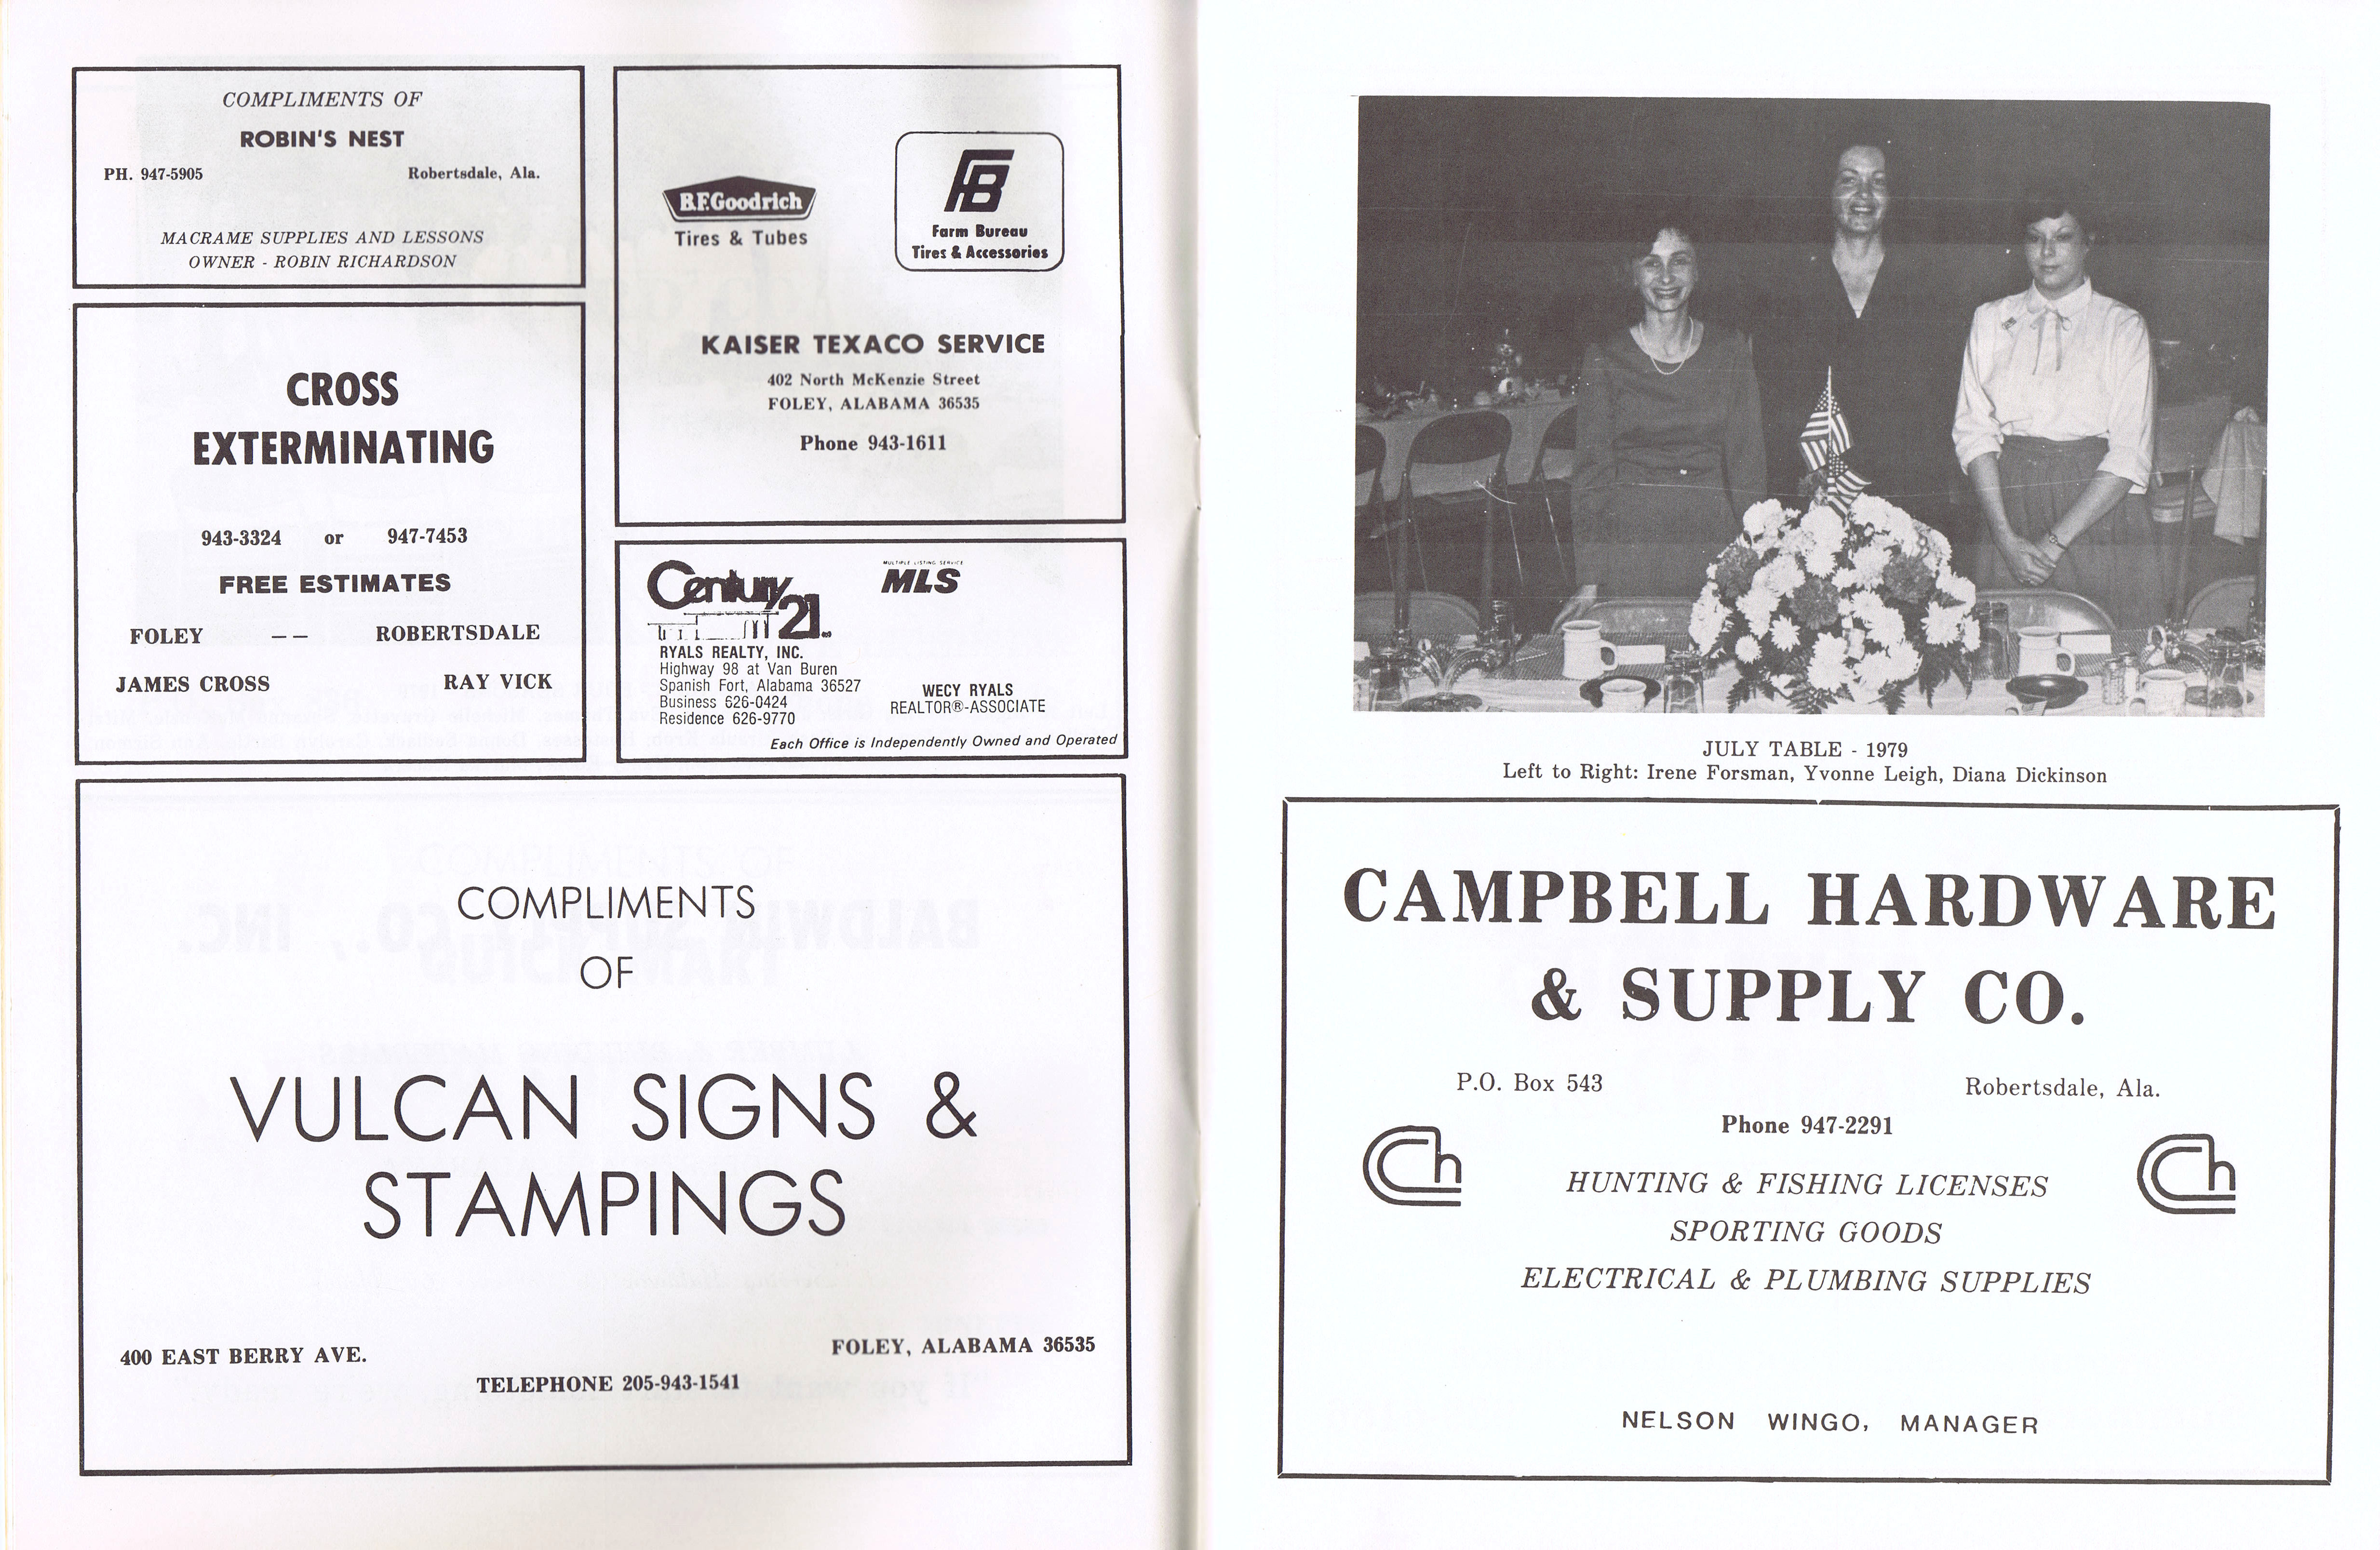 COMPLIMENTS OF
ROBIN'S NEST
PH. 947-5905 Robertsdale, Ala.
MACRAME SUPPLIES AND LESSONS
OWNER - ROBIN RICHARDSON
CROSS
EXTERMINATING
943-3324 or 947-7453
FREE ESTIMATES
FOLEY -- ROBERTSDALE
JAMES CROSS RAY VICK
B.F.Goodrich
Tires & Tubes
FB
Farm Bureau
Tires & Accessories
KAISER TEXACO SERVICE
402 North McKenzie Street
FOLEY, ALABAMA 36535
Phone 943-1611
Century 21®
MULTIPLE LISTING SERVICE
MLS
RYALS REALTY, INC.
Highway 98 at Van Buren
Spanish Fort, Alabama 36527
Business 626-0424
Residence 626-9770
WECY RYALS
REALTOR®-ASSOCIATE
Each Office is Independently Owned and Operated
COMPLIMENTS
OF
VULCAN SIGNS &
STAMPINGS
400 EAST BERRY AVE. FOLEY, ALABAMA 36535
TELEPHONE 205-943-1541
JULY TABLE - 1979
Left to Right: Irene Forsman, Yvonne Leigh, Diana Dickinson
CAMPBELL HARDWARE
& SUPPLY CO.
P.O. Box 543 Robertsdale, Ala.
Phone 947-2291
Ch Ch
HUNTING & FISHING LICENSES
SPORTING GOODS
ELECTRICAL & PLUMBING SUPPLIES
NELSON WINGO, MANAGER